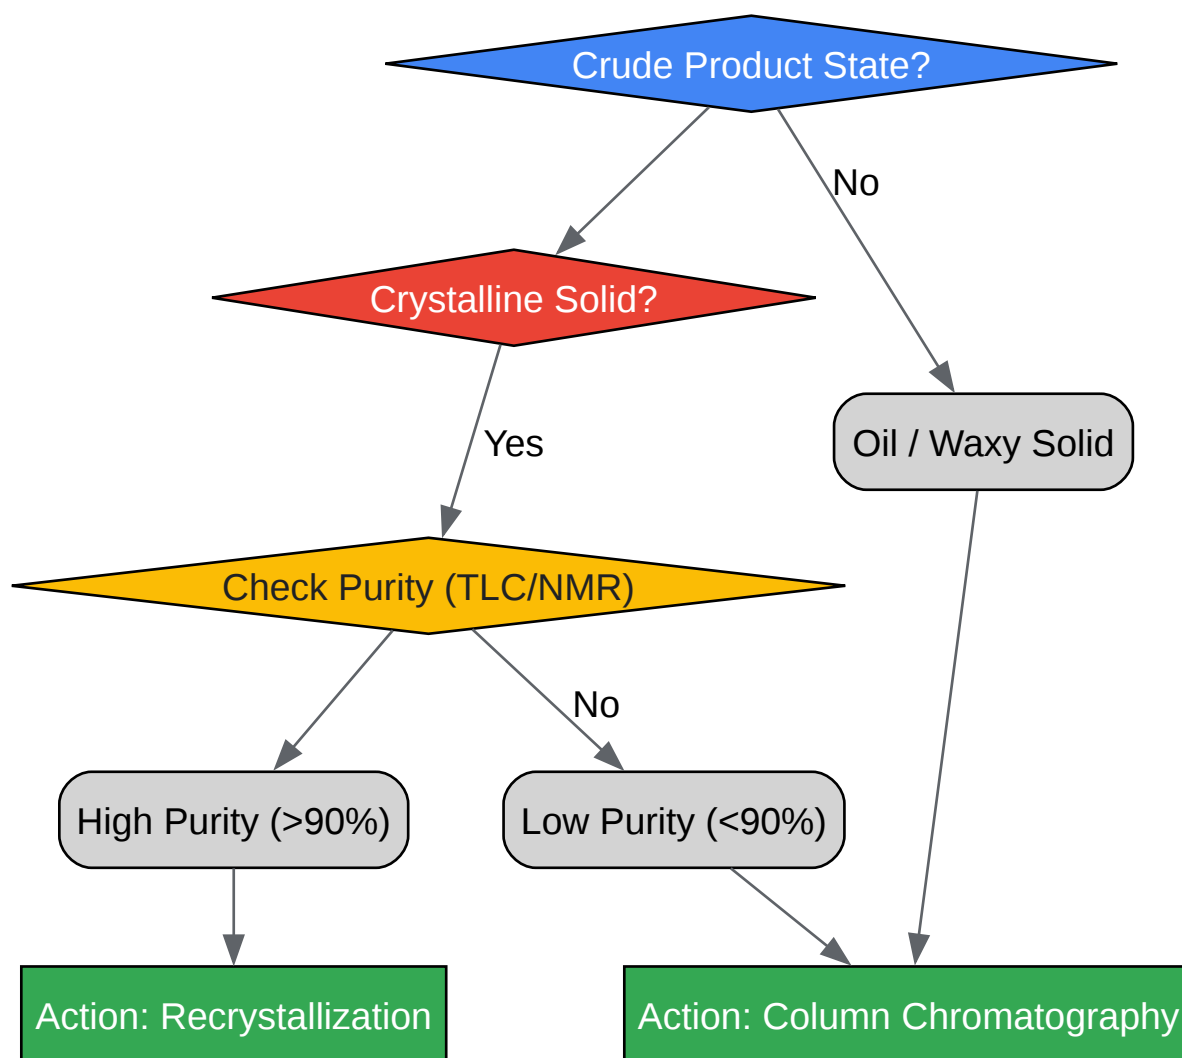 Crude Product State?
No
Crystalline Solid?
Yes
Oil / Waxy Solid
Check Purity (TLC/NMR)
No
High Purity (>90%)
Low Purity (<90%)
Action: Recrystallization
Action: Column Chromatography